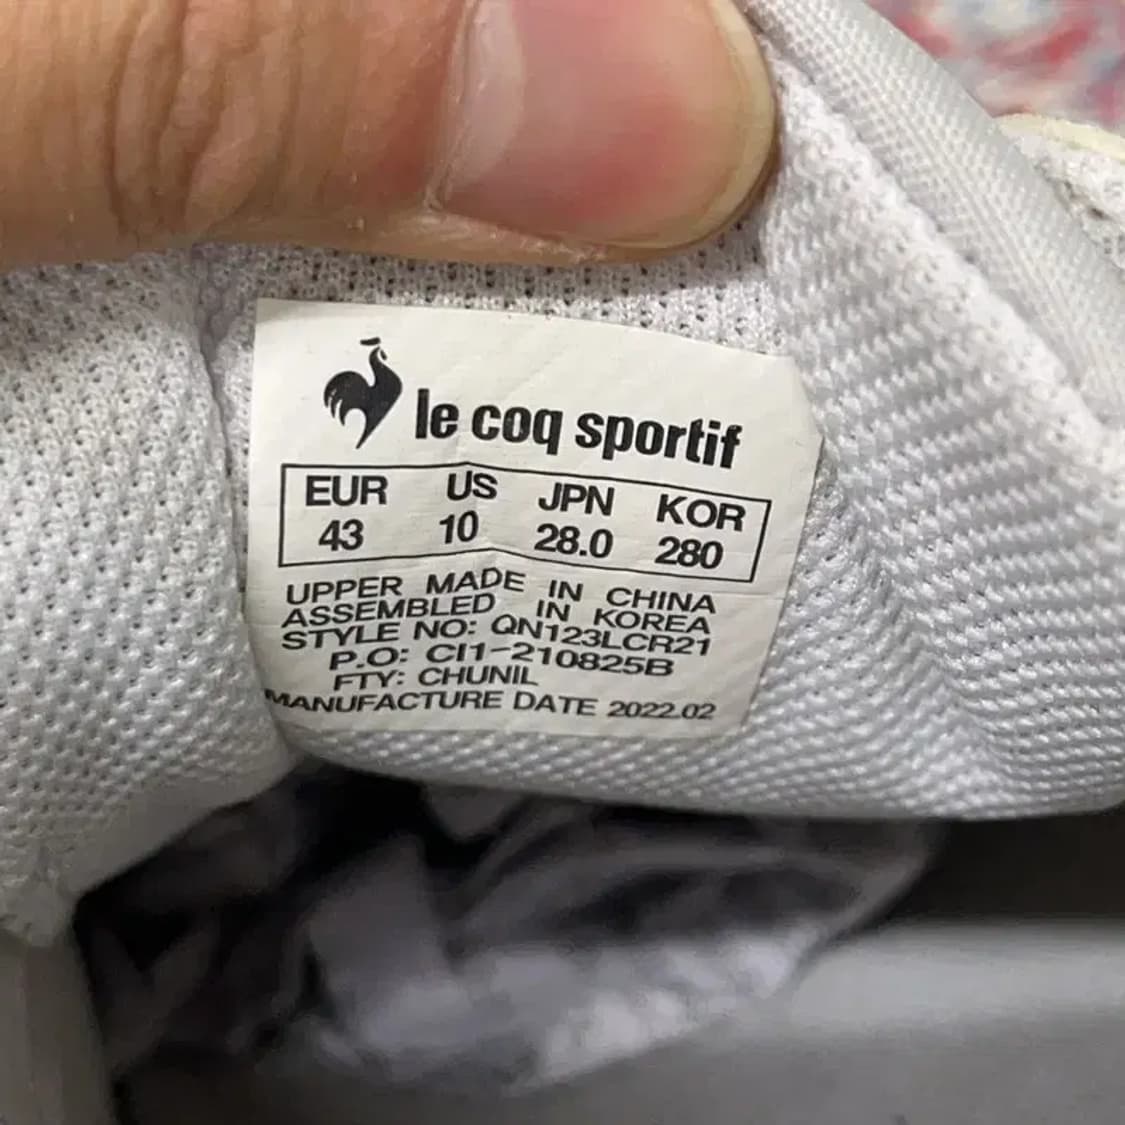 le coq sportif
EUR US JPN KOR
43 10 28.0 280
UPPER MADE IN CHINA
ASSEMBLED IN KOREA
STYLE NO: QN123LCR21
P.O: CI1-210825B
FTY: CHUNIL
MANUFACTURE DATE 2022.02